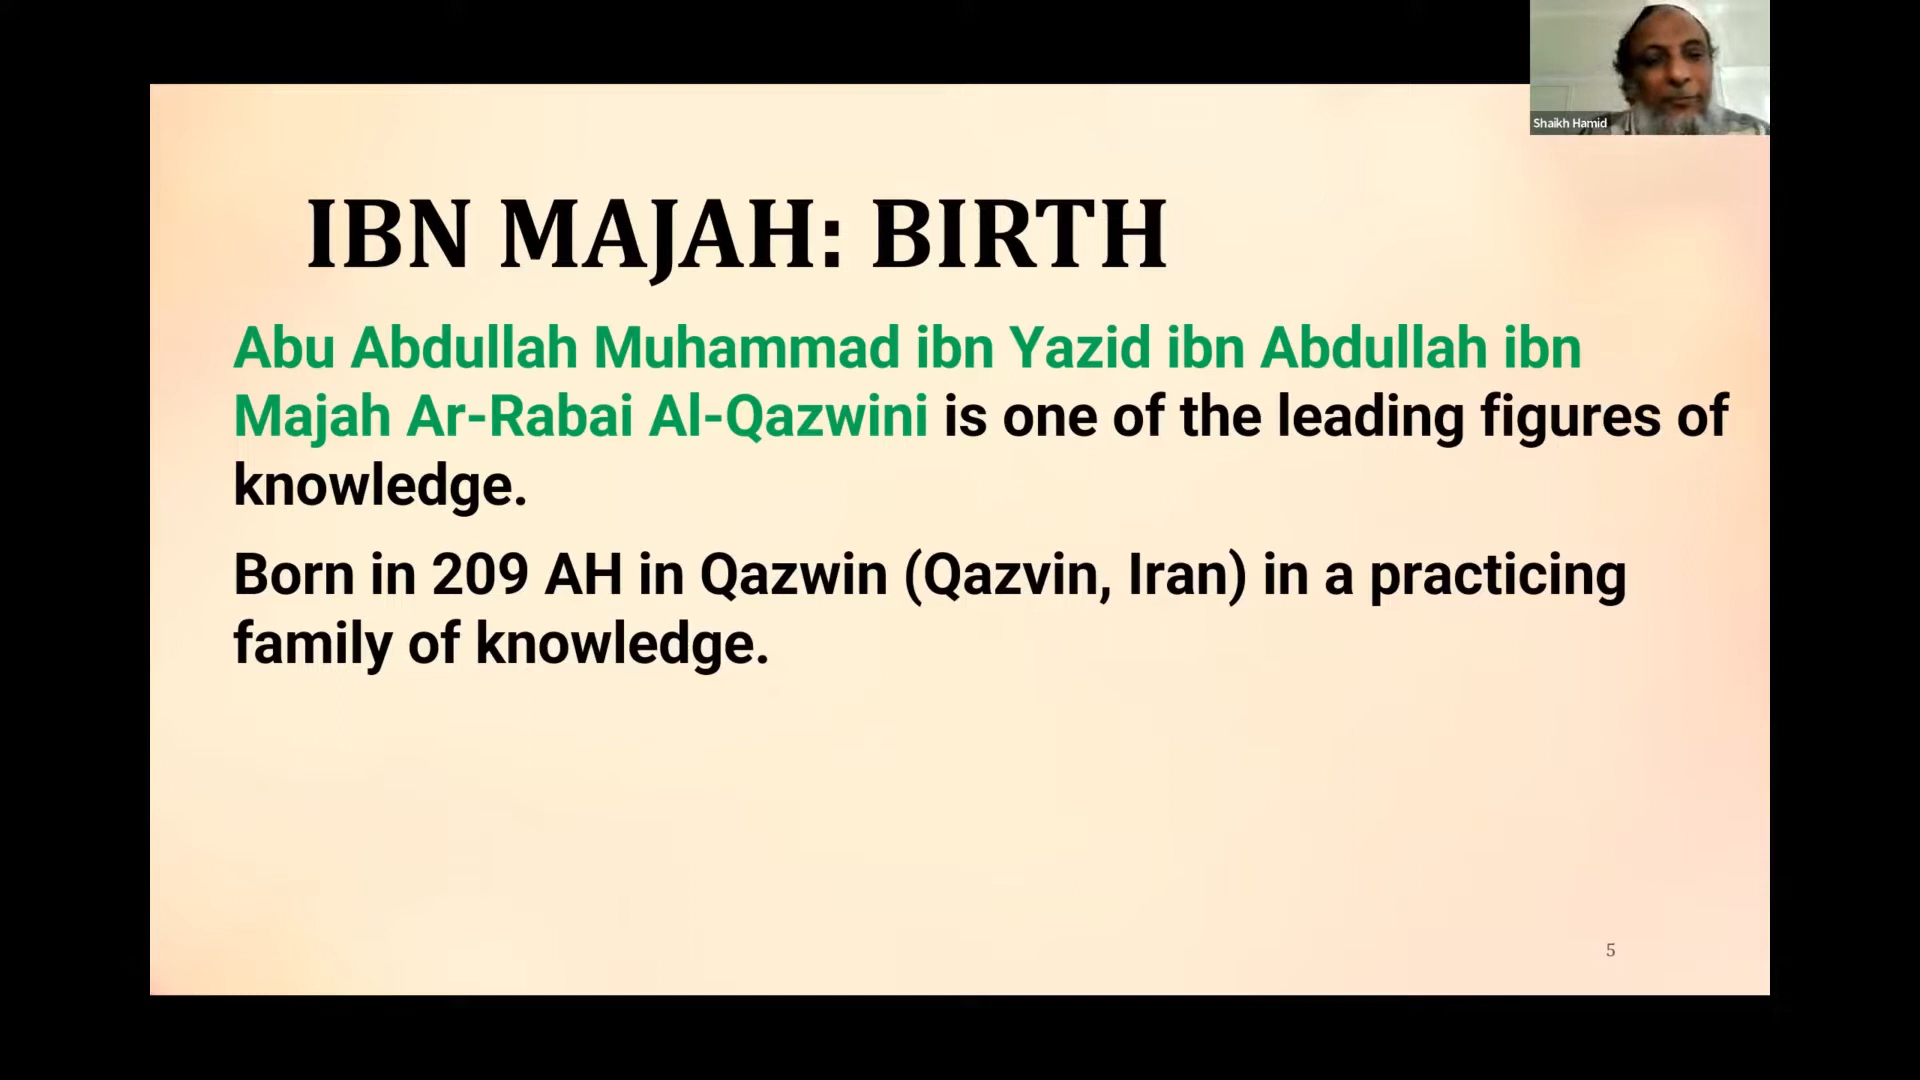 Shaikh Hamid
IBN MAJAH: BIRTH
Abu Abdullah Muhammad ibn Yazid ibn Abdullah ibn
Majah Ar-Rabai Al-Qazwini is one of the leading figures of
knowledge.
Born in 209 AH in Qazwin (Qazvin, Iran) in a practicing
family of knowledge.
5